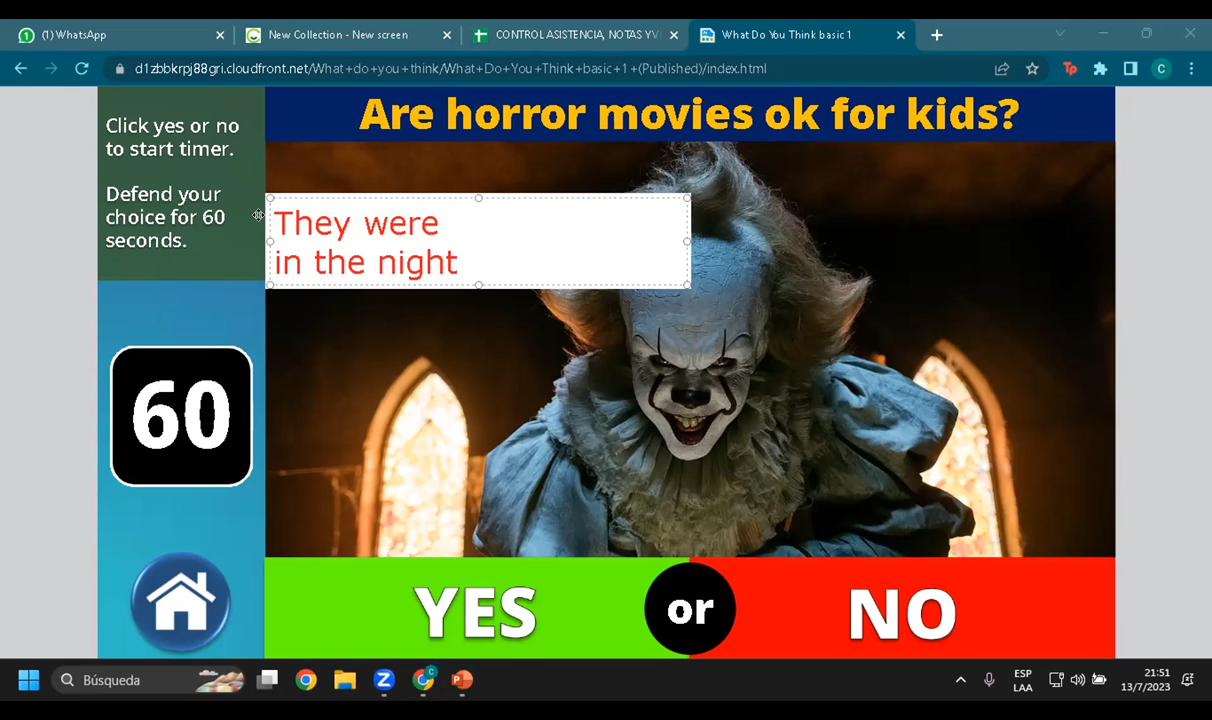 (1) WhatsApp
New Collection - New screen
CONTROL ASISTENCIA, NOTAS YV
What Do You Think basic 1
d1zbbkrpj88gri.cloudfront.net/What+do+you+think/What+Do+You+Think+basic+1+(Published)/index.html
Tp
C
Click yes or no
to start timer.
Defend your
choice for 60
seconds.
Are horror movies ok for kids?
They were
in the night
60
YES
or
NO
Búsqueda
ESP
LAA
21:51
13/7/2023